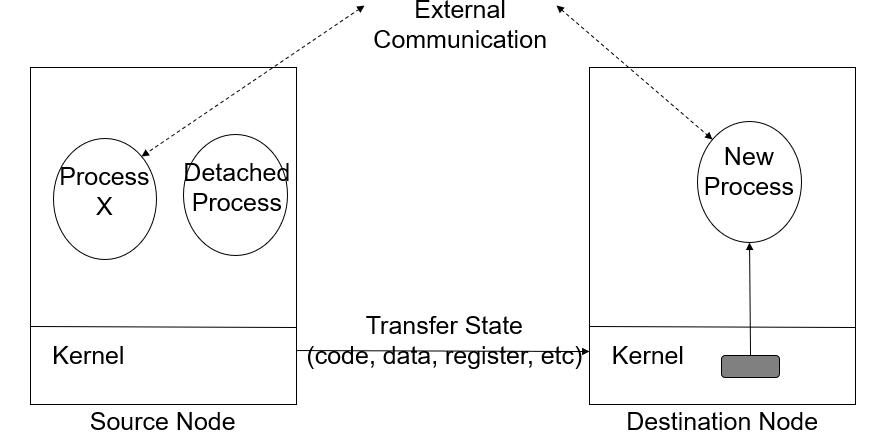 External
Communication
Process
X
Detached
Process
New
Process
Transfer State
(code, data, register, etc)
Kernel
Kernel
Source Node
Destination Node